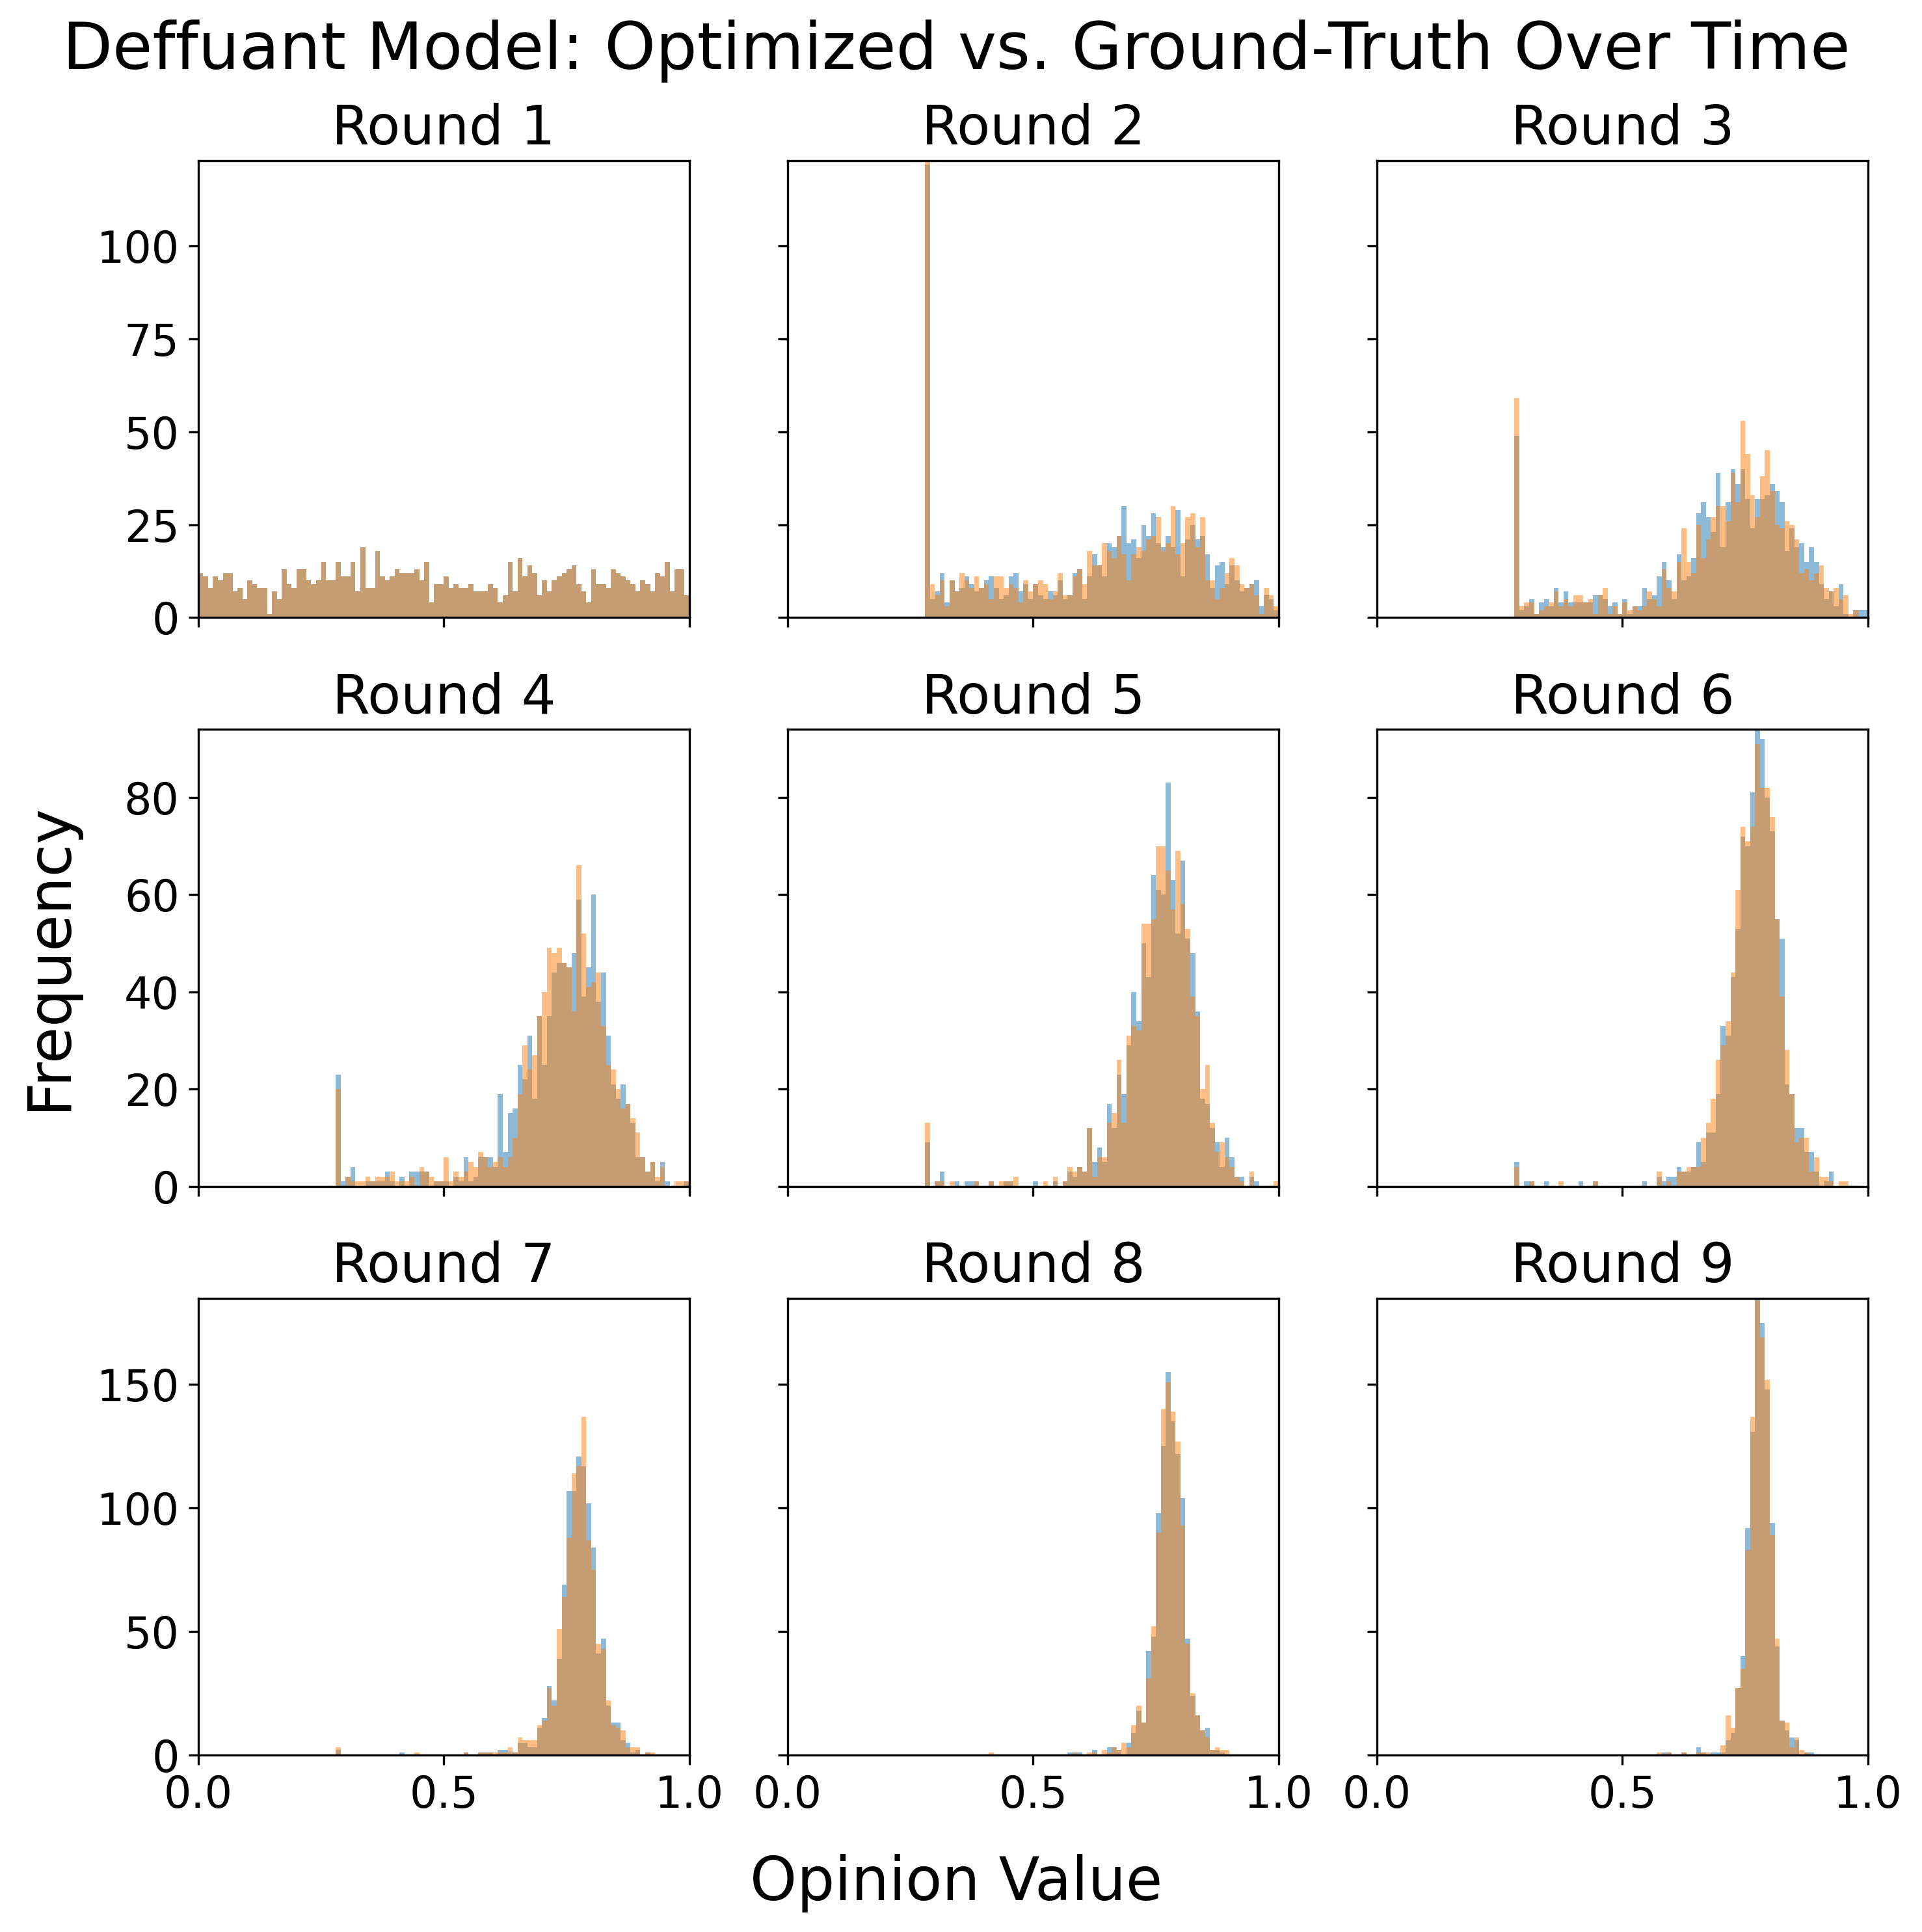 Deffuant Model: Optimized vs. Ground-Truth Over Time
Round 1
Round 2
Round 3
100
75
50
25
0
Round 4
Round 5
Round 6
80
60
40
20
0
Frequency
Round 7
Round 8
Round 9
150
100
50
0
0.0 0.5 1.0
0.0 0.5 1.0
0.0 0.5 1.0
Opinion Value